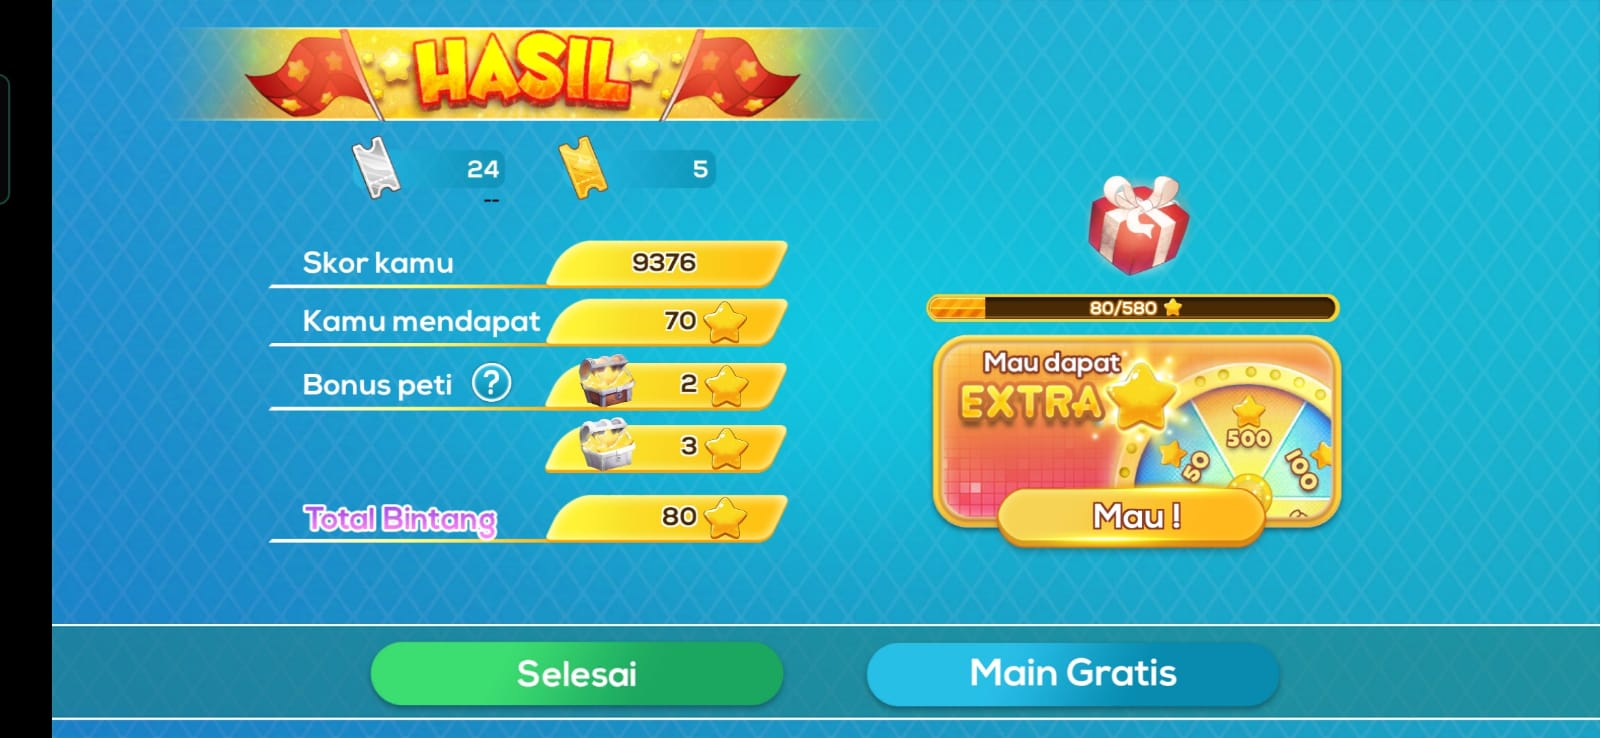 HASIL
24
5
--
Skor kamu
9376
Kamu mendapat
70
Bonus peti ?
2
3
Total Bintang
80
80/580
Mau dapat
EXTRA
500
50
100
Mau !
Selesai
Main Gratis